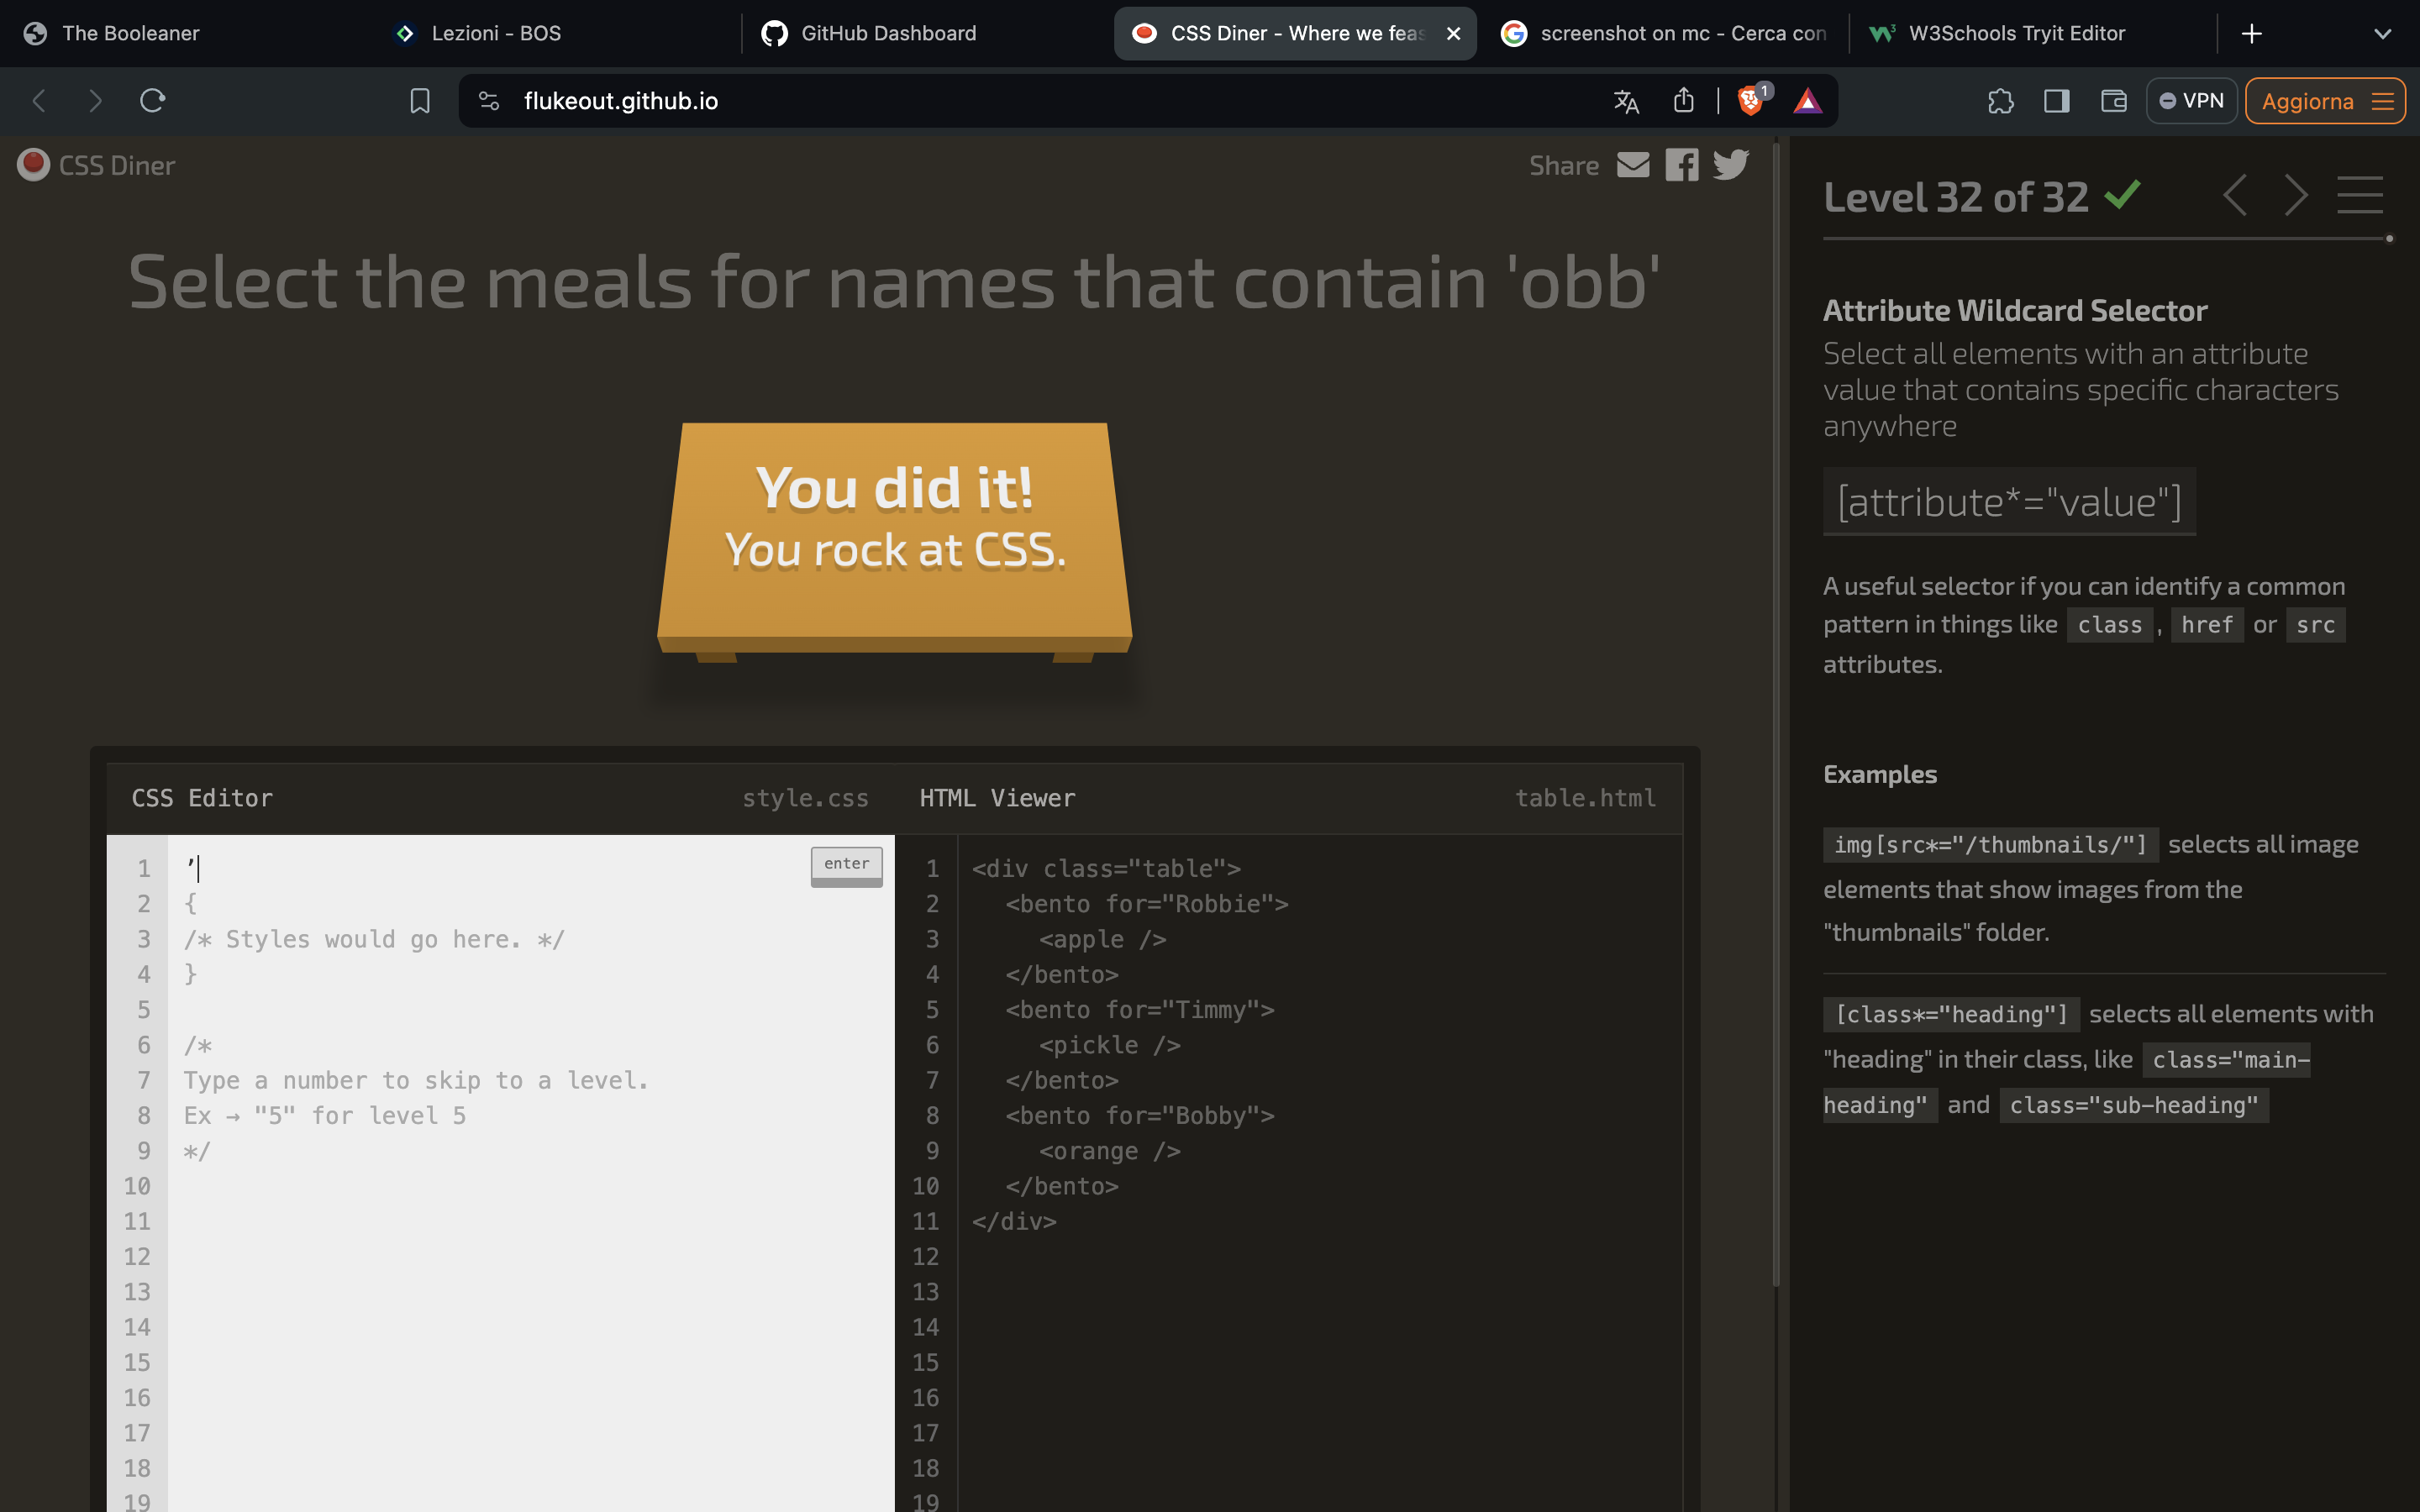 The Booleaner
Lezioni - BOS
GitHub Dashboard
CSS Diner - Where we feas
screenshot on mc - Cerca con
W3Schools Tryit Editor
flukeout.github.io
1
VPN
Aggiorna
CSS Diner
Share
Select the meals for names that contain 'obb'
You did it!
You rock at CSS.
CSS Editor
style.css
1 ’
enter
2 {
3 /* Styles would go here. */
4 }
5
6 /*
7 Type a number to skip to a level.
8 Ex → "5" for level 5
9 */
10
11
12
13
14
15
16
17
18
19
HTML Viewer
table.html
1 <div class="table">
2 <bento for="Robbie">
3 <apple />
4 </bento>
5 <bento for="Timmy">
6 <pickle />
7 </bento>
8 <bento for="Bobby">
9 <orange />
10 </bento>
11 </div>
12
13
14
15
16
17
18
19
Level 32 of 32
Attribute Wildcard Selector
Select all elements with an attribute
value that contains specific characters
anywhere
[attribute*="value"]
A useful selector if you can identify a common
pattern in things like class , href or src
attributes.
Examples
img[src*="/thumbnails/"] selects all image
elements that show images from the
"thumbnails" folder.
[class*="heading"] selects all elements with
"heading" in their class, like class="main-
heading" and class="sub-heading"